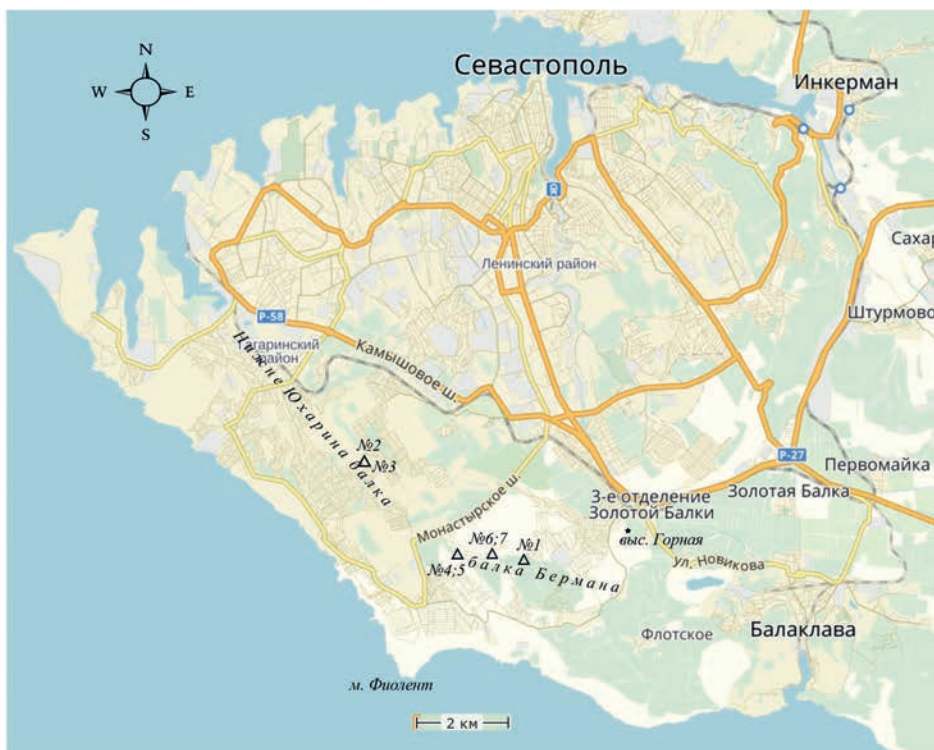 N
W E
S
Севастополь
Инкерман
Ленинский район
Сахар
Штурмово
Р-58
Гагаринский
район
Камышовое ш.
Нижне Юхарина балка
№2
№3
Р-27
Первомайка
3-е отделение
Золотой Балки
Золотая Балка
Монастырское ш.
выс. Горная
№6;7
№1
№4;5
балка Бермана
ул. Новикова
Флотское
Балаклава
м. Фиолент
2 км